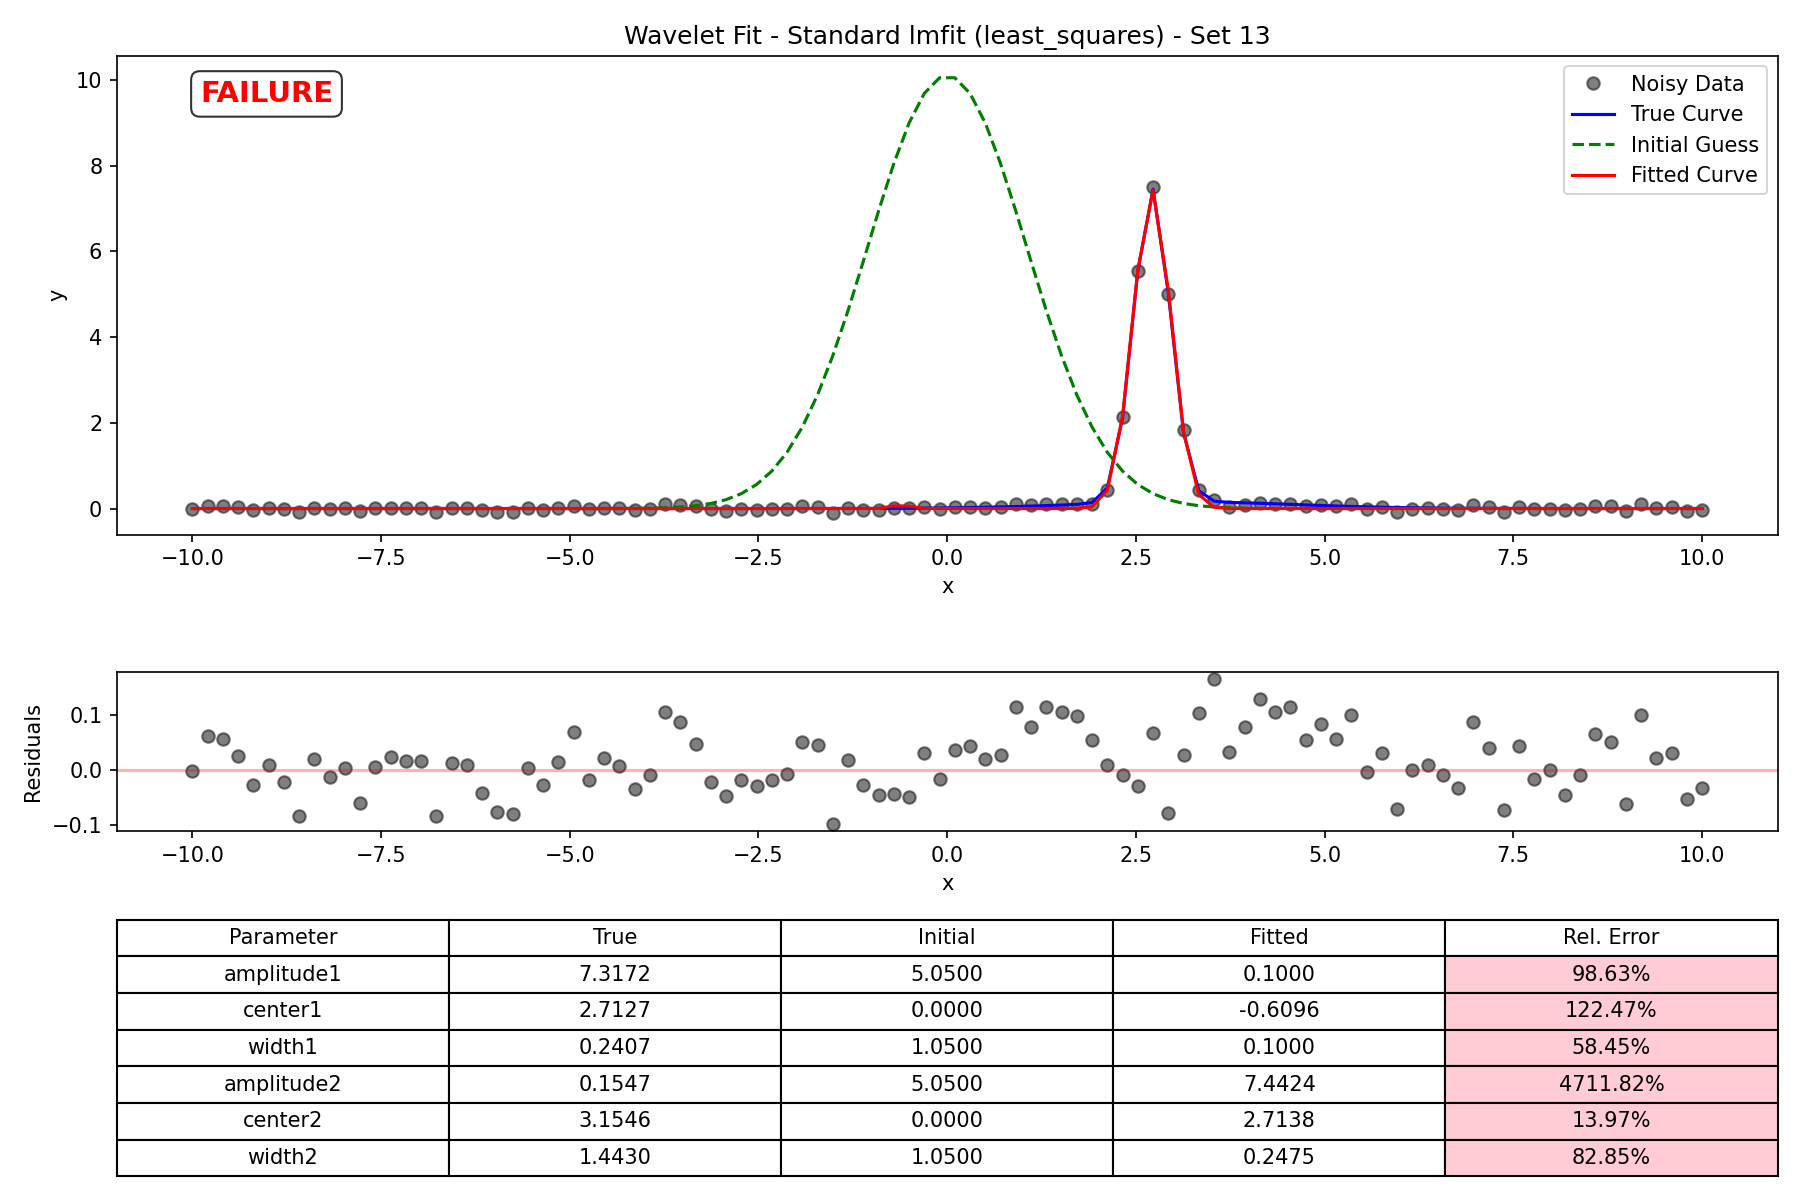 Wavelet Fit - Standard lmfit (least_squares) - Set 13
FAILURE
Noisy Data
True Curve
Initial Guess
Fitted Curve
y
10
8
6
4
2
0
−10.0 −7.5 −5.0 −2.5 0.0 2.5 5.0 7.5 10.0
x
Residuals
0.1
0.0
−0.1
−10.0 −7.5 −5.0 −2.5 0.0 2.5 5.0 7.5 10.0
x
Parameter True Initial Fitted Rel. Error
amplitude1 7.3172 5.0500 0.1000 98.63%
center1 2.7127 0.0000 -0.6096 122.47%
width1 0.2407 1.0500 0.1000 58.45%
amplitude2 0.1547 5.0500 7.4424 4711.82%
center2 3.1546 0.0000 2.7138 13.97%
width2 1.4430 1.0500 0.2475 82.85%